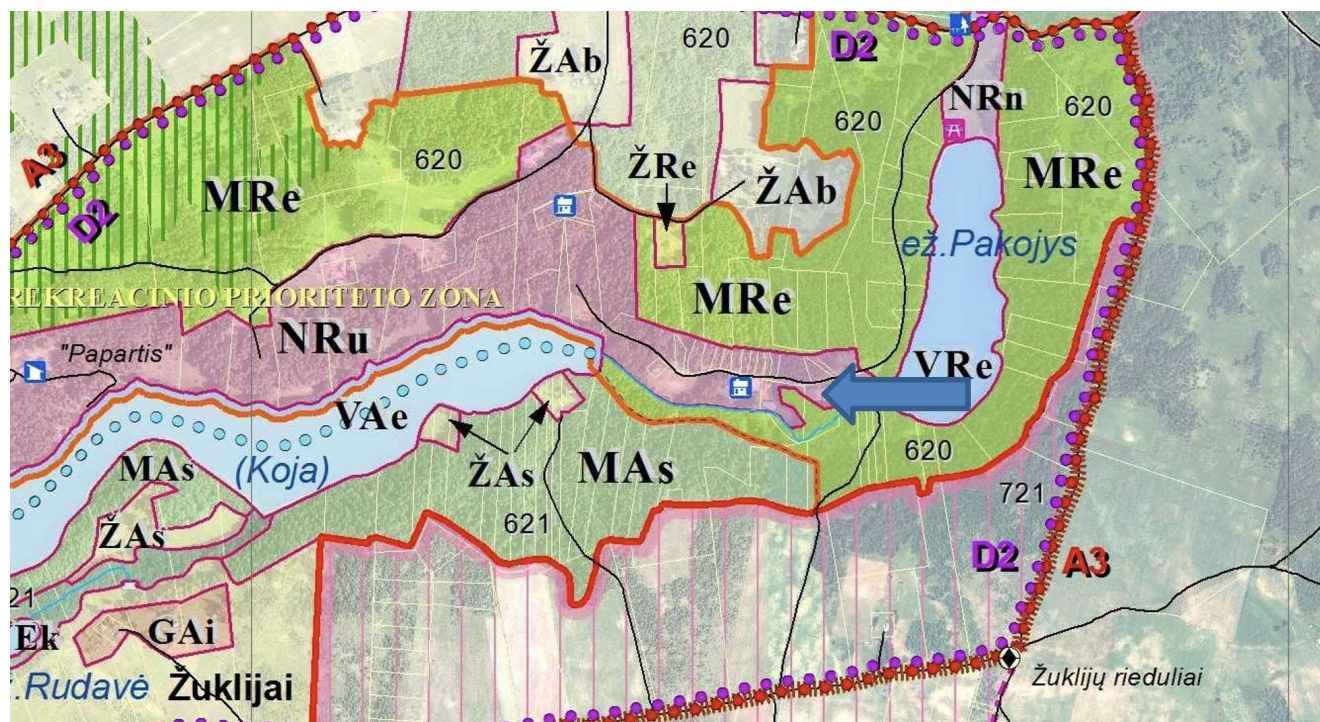 620
ŽAb
D2
620
NRn
620
A3
620
ŽRe
ŽAb
MRe
MRe
D2
ež.Pakojys
REKREACINIO PRIORITETO ZONA
MRe
NRu
"Papartis"
VRe
VAe
MAs
(Koja)
ŽAs
MAs
620
721
ŽAs
621
D2
A3
21
GAi
Ek
Žuklijų rieduliai
ž.Rudavė
Žuklijai